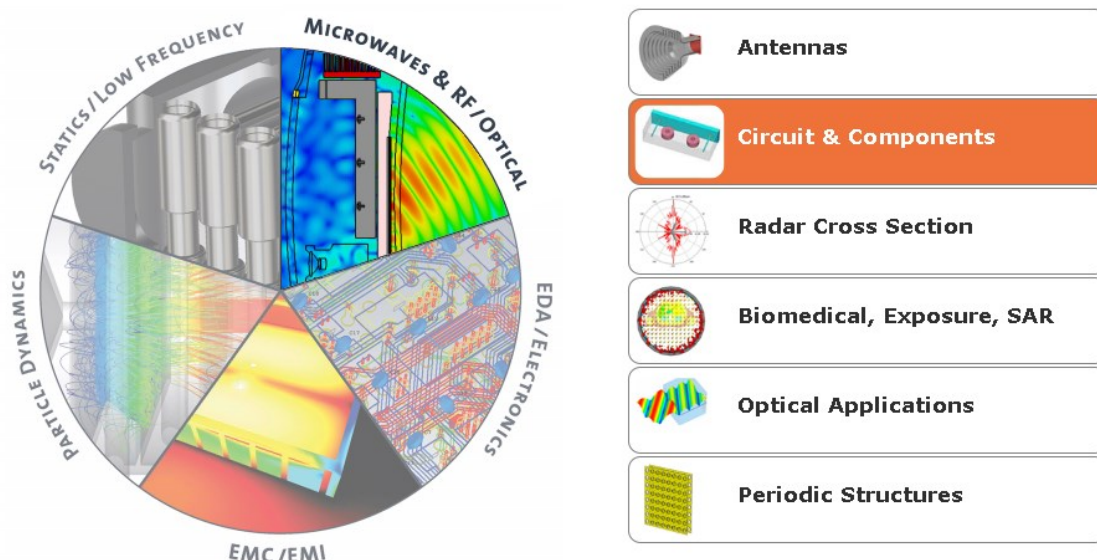 STATICS / LOW FREQUENCY
MICROWAVES & RF / OPTICAL
EDA / ELECTRONICS
EMC / EMI
PARTICLE DYNAMICS
Antennas
Circuit & Components
Radar Cross Section
Biomedical, Exposure, SAR
Optical Applications
Periodic Structures